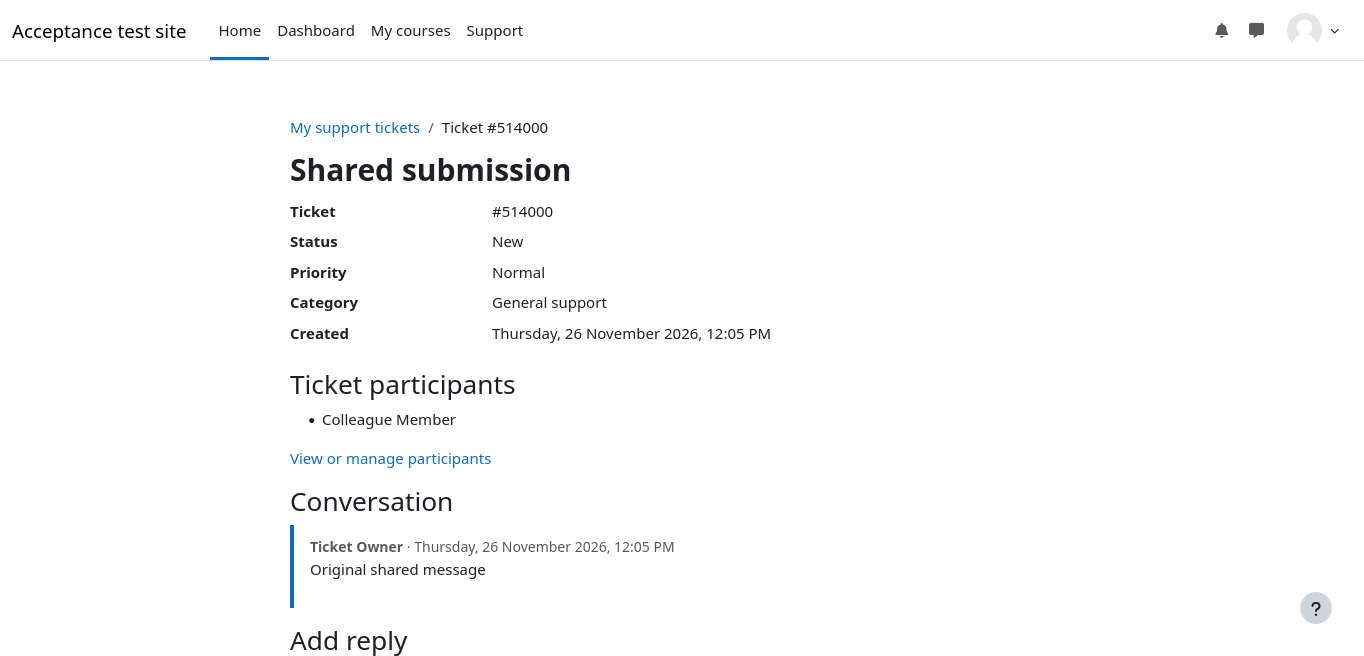 Acceptance test site Home Dashboard My courses Support
My support tickets / Ticket #514000
Shared submission
Ticket #514000
Status New
Priority Normal
Category General support
Created Thursday, 26 November 2026, 12:05 PM
Ticket participants
• Colleague Member
View or manage participants
Conversation
Ticket Owner · Thursday, 26 November 2026, 12:05 PM
Original shared message
?
Add reply